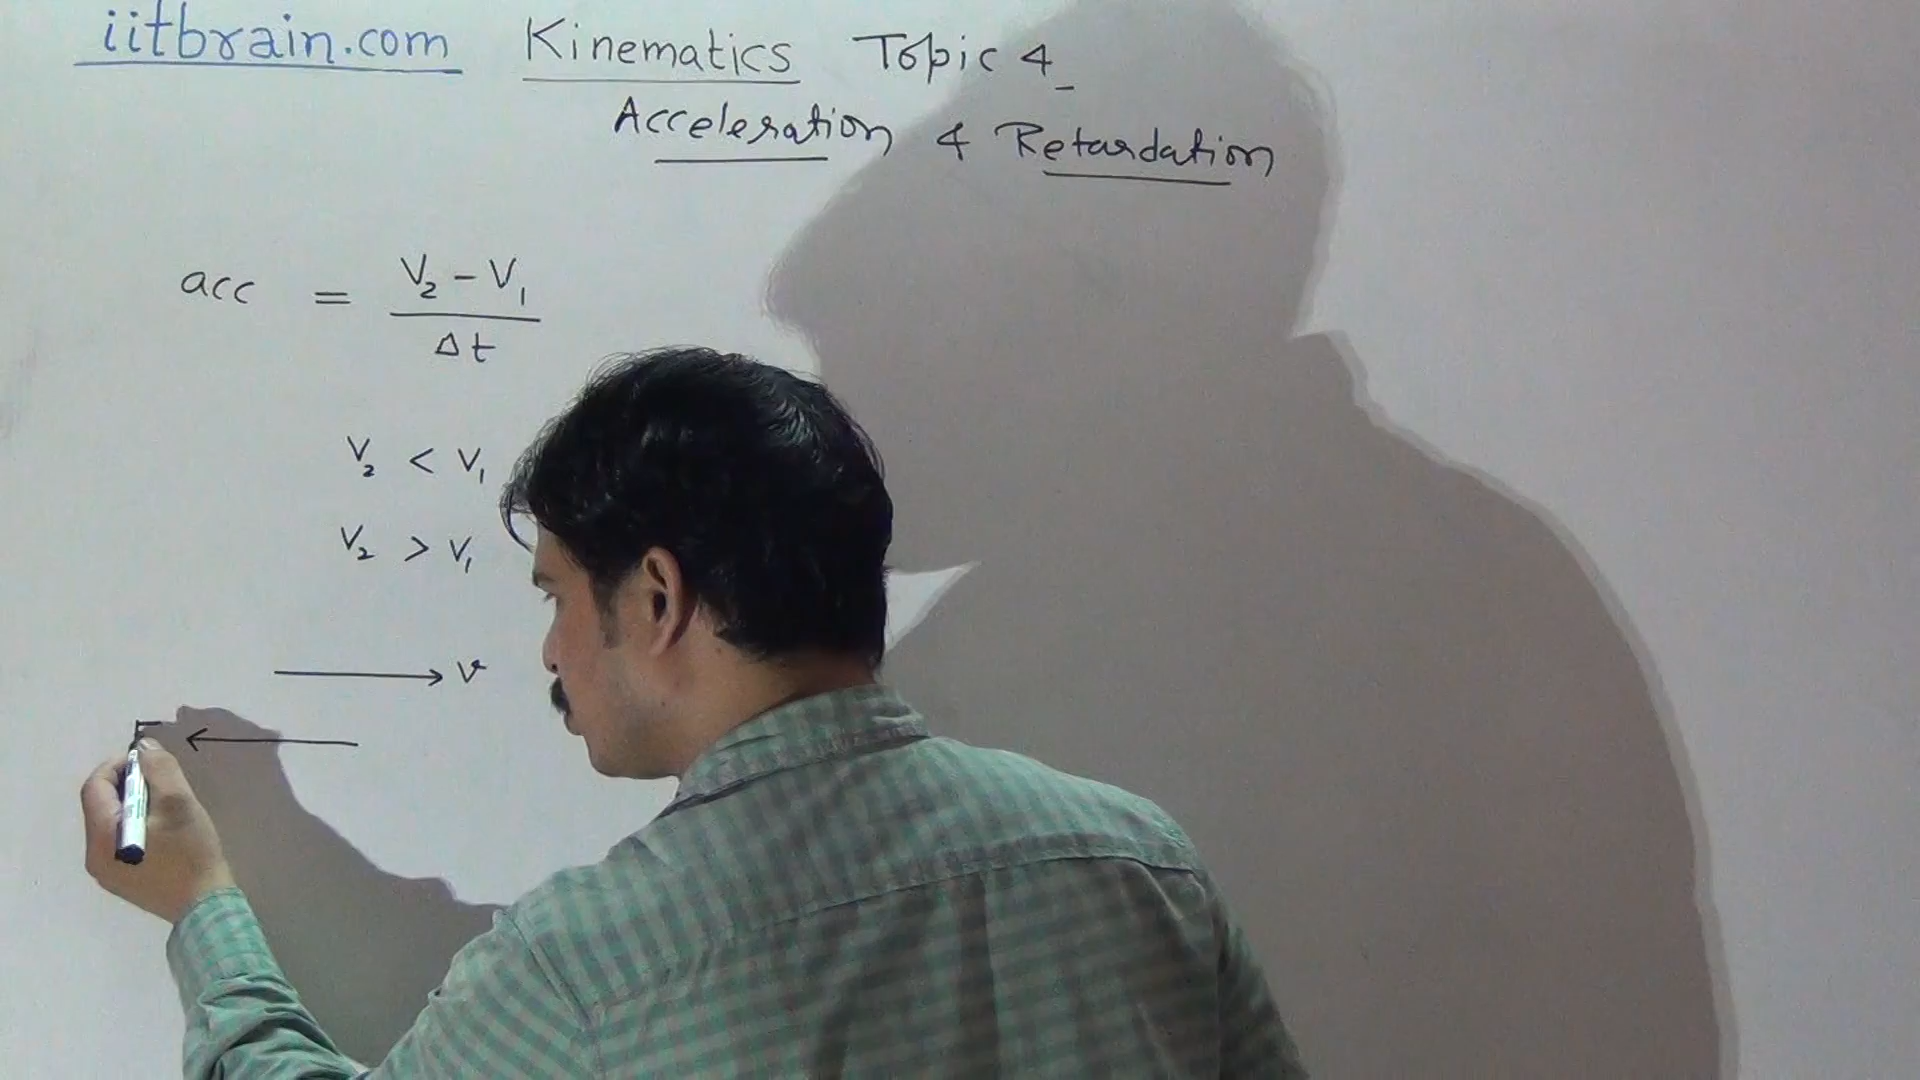 iitbrain.com Kinematics Topic 4
Acceleration & Retardation
acc = V₂ - V₁
Δt
V₂ < V₁
V₂ > V₁
v
F